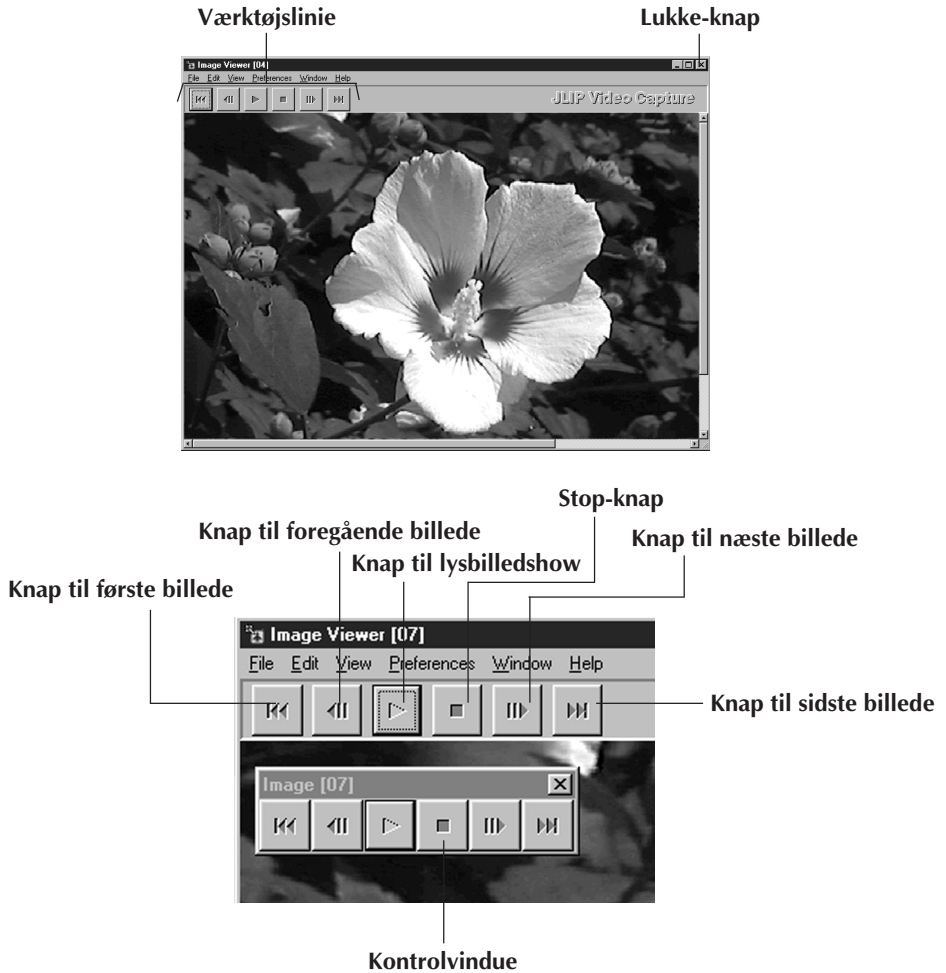 Værktøjslinie
Lukke-knap
Image Viewer [04]
File Edit View Preferences Window Help
JLIP Video Capture
Stop-knap
Knap til foregående billede
Knap til næste billede
Knap til lysbilledshow
Knap til første billede
Image Viewer [07]
File Edit View Preferences Window Help
Knap til sidste billede
Image [07]
Kontrolvindue